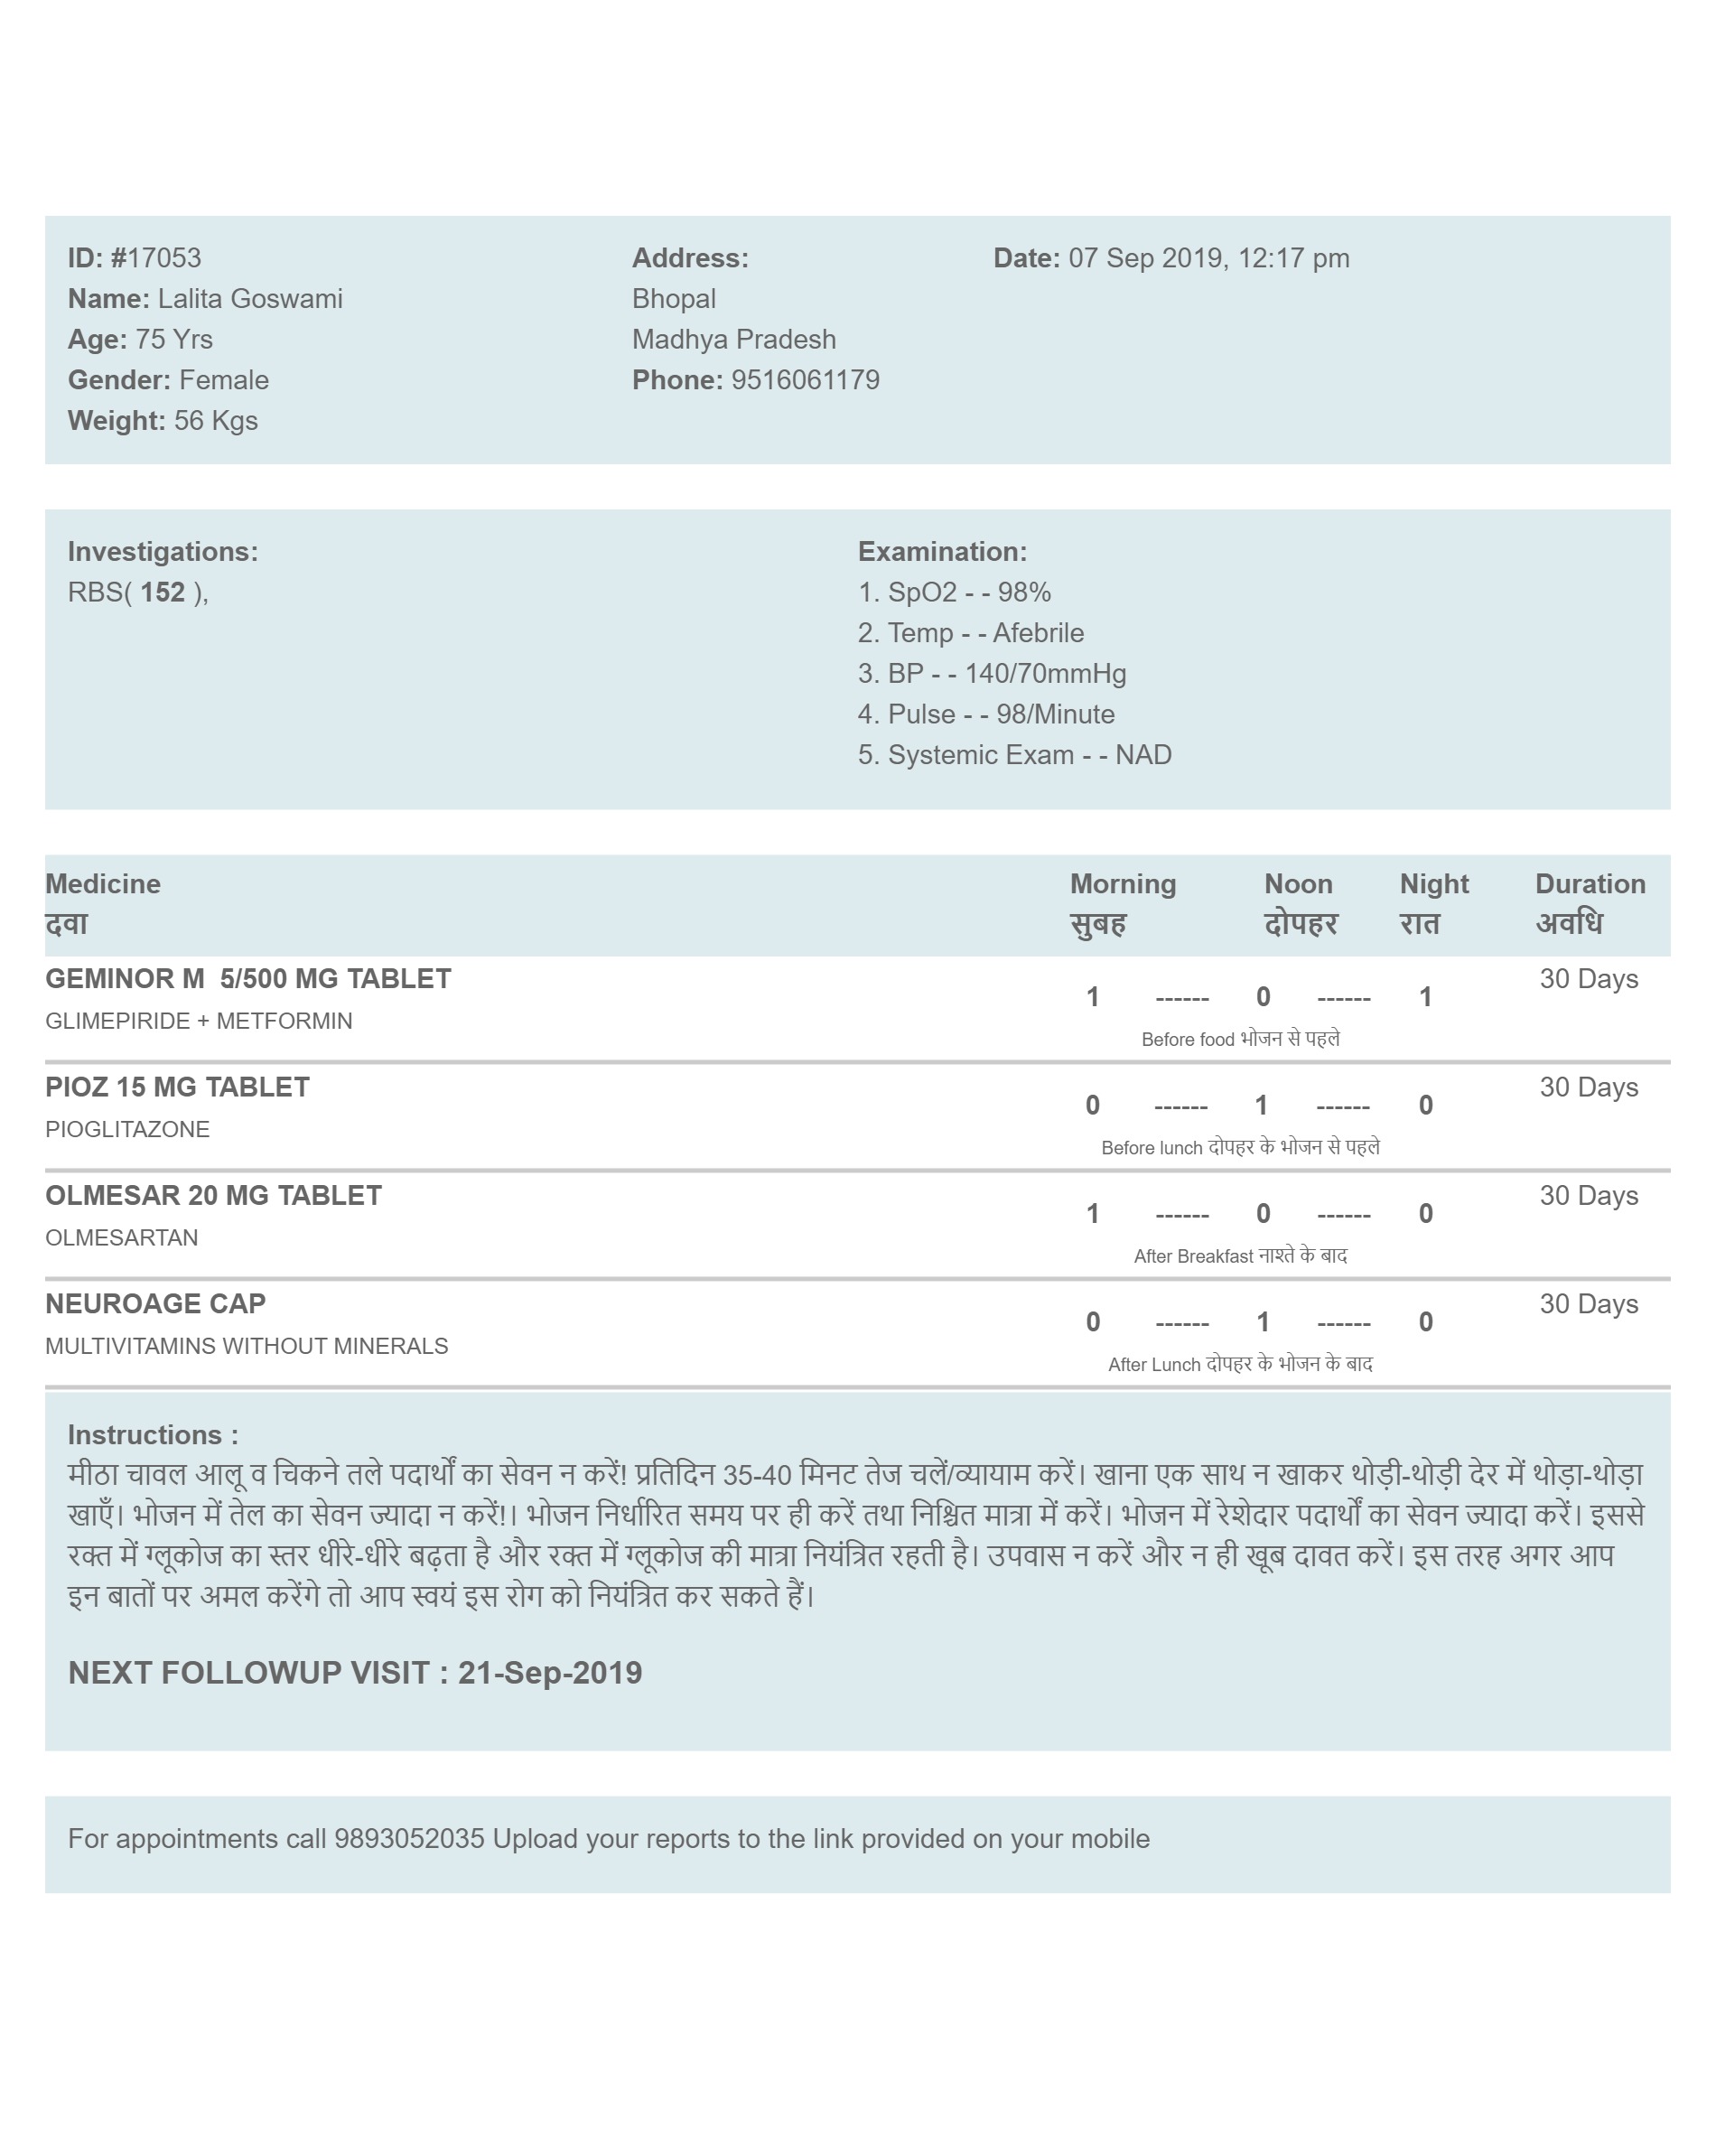 ID: #17053
Name: Lalita Goswami
Age: 75 Yrs
Gender: Female
Weight: 56 Kgs
Address:
Bhopal
Madhya Pradesh
Phone: 9516061179
Date: 07 Sep 2019, 12:17 pm
Investigations:
RBS( 152 ),
Examination:
1. SpO2 - - 98%
2. Temp - - Afebrile
3. BP - - 140/70mmHg
4. Pulse - - 98/Minute
5. Systemic Exam - - NAD
Medicine Morning Noon Night Duration
दवा सुबह दोपहर रात अवधि
GEMINOR M 5/500 MG TABLET 1 ------ 0 ------ 1 30 Days
GLIMEPIRIDE + METFORMIN
Before food भोजन से पहले
PIOZ 15 MG TABLET 0 ------ 1 ------ 0 30 Days
PIOGLITAZONE
Before lunch दोपहर के भोजन से पहले
OLMESAR 20 MG TABLET 1 ------ 0 ------ 0 30 Days
OLMESARTAN
After Breakfast नाश्ते के बाद
NEUROAGE CAP 0 ------ 1 ------ 0 30 Days
MULTIVITAMINS WITHOUT MINERALS
After Lunch दोपहर के भोजन के बाद
Instructions :
मीठा चावल आलू व चिकने तले पदार्थों का सेवन न करें! प्रतिदिन 35-40 मिनट तेज चलें/व्यायाम करें। खाना एक साथ न खाकर थोड़ी-थोड़ी देर में थोड़ा-थोड़ा
खाएँ। भोजन में तेल का सेवन ज्यादा न करें!। भोजन निर्धारित समय पर ही करें तथा निश्चित मात्रा में करें। भोजन में रेशेदार पदार्थों का सेवन ज्यादा करें। इससे
रक्त में ग्लूकोज का स्तर धीरे-धीरे बढ़ता है और रक्त में ग्लूकोज की मात्रा नियंत्रित रहती है। उपवास न करें और न ही खूब दावत करें। इस तरह अगर आप
इन बातों पर अमल करेंगे तो आप स्वयं इस रोग को नियंत्रित कर सकते हैं।
NEXT FOLLOWUP VISIT : 21-Sep-2019
For appointments call 9893052035 Upload your reports to the link provided on your mobile